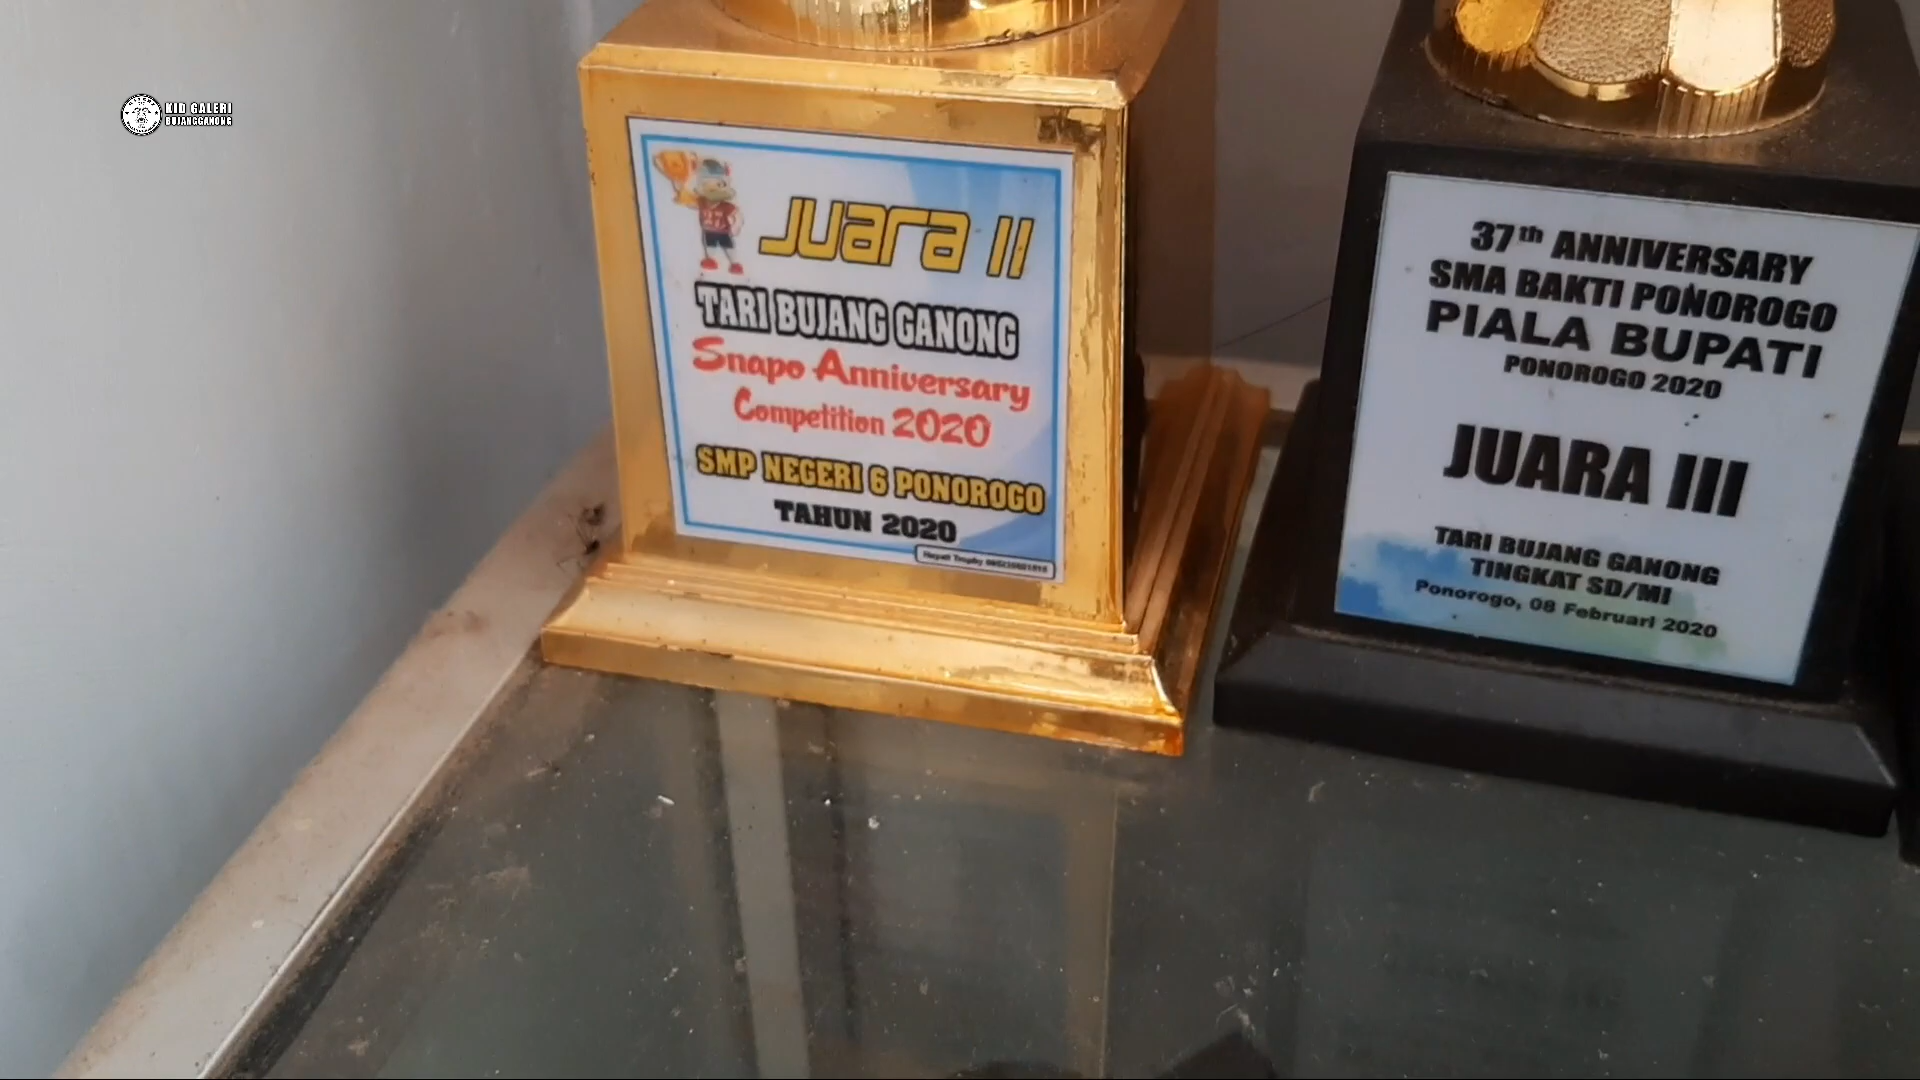 KID GALERI
BUJANGGANONG
27
JUARA II
TARI BUJANG GANONG
Snapo Anniversary
Competition 2020
SMP NEGERI 6 PONOROGO
TAHUN 2020
37th ANNIVERSARY
SMA BAKTI PONOROGO
PIALA BUPATI
PONOROGO 2020
JUARA III
TARI BUJANG GANONG
TINGKAT SD/MI
Ponorogo, 08 Februari 2020